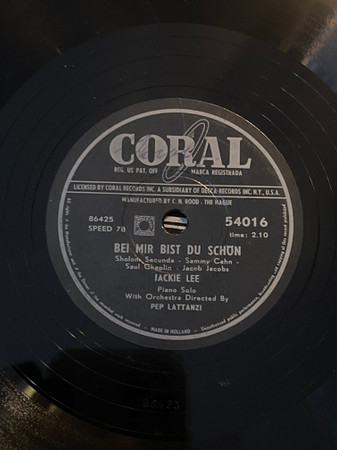 CORAL
REG. US PAT. OFF. MARCA REGISTRADA
LICENSED BY CORAL RECORDS INC. A SUBSIDIARY OF DECCA RECORDS INC. N.Y., U.S.A.
MANUFACTURED BY C. N. ROOD - THE HAGUE
86425 54016
SPEED 78 time: 2.10
BEI MIR BIST DU SCHÖN
Sholom Secunda - Sammy Cahn -
Saul Chaplin - Jacob Jacobs
JACKIE LEE
Piano Solo
With Orchestra Directed By
PEP LATTANZI
MADE IN HOLLAND